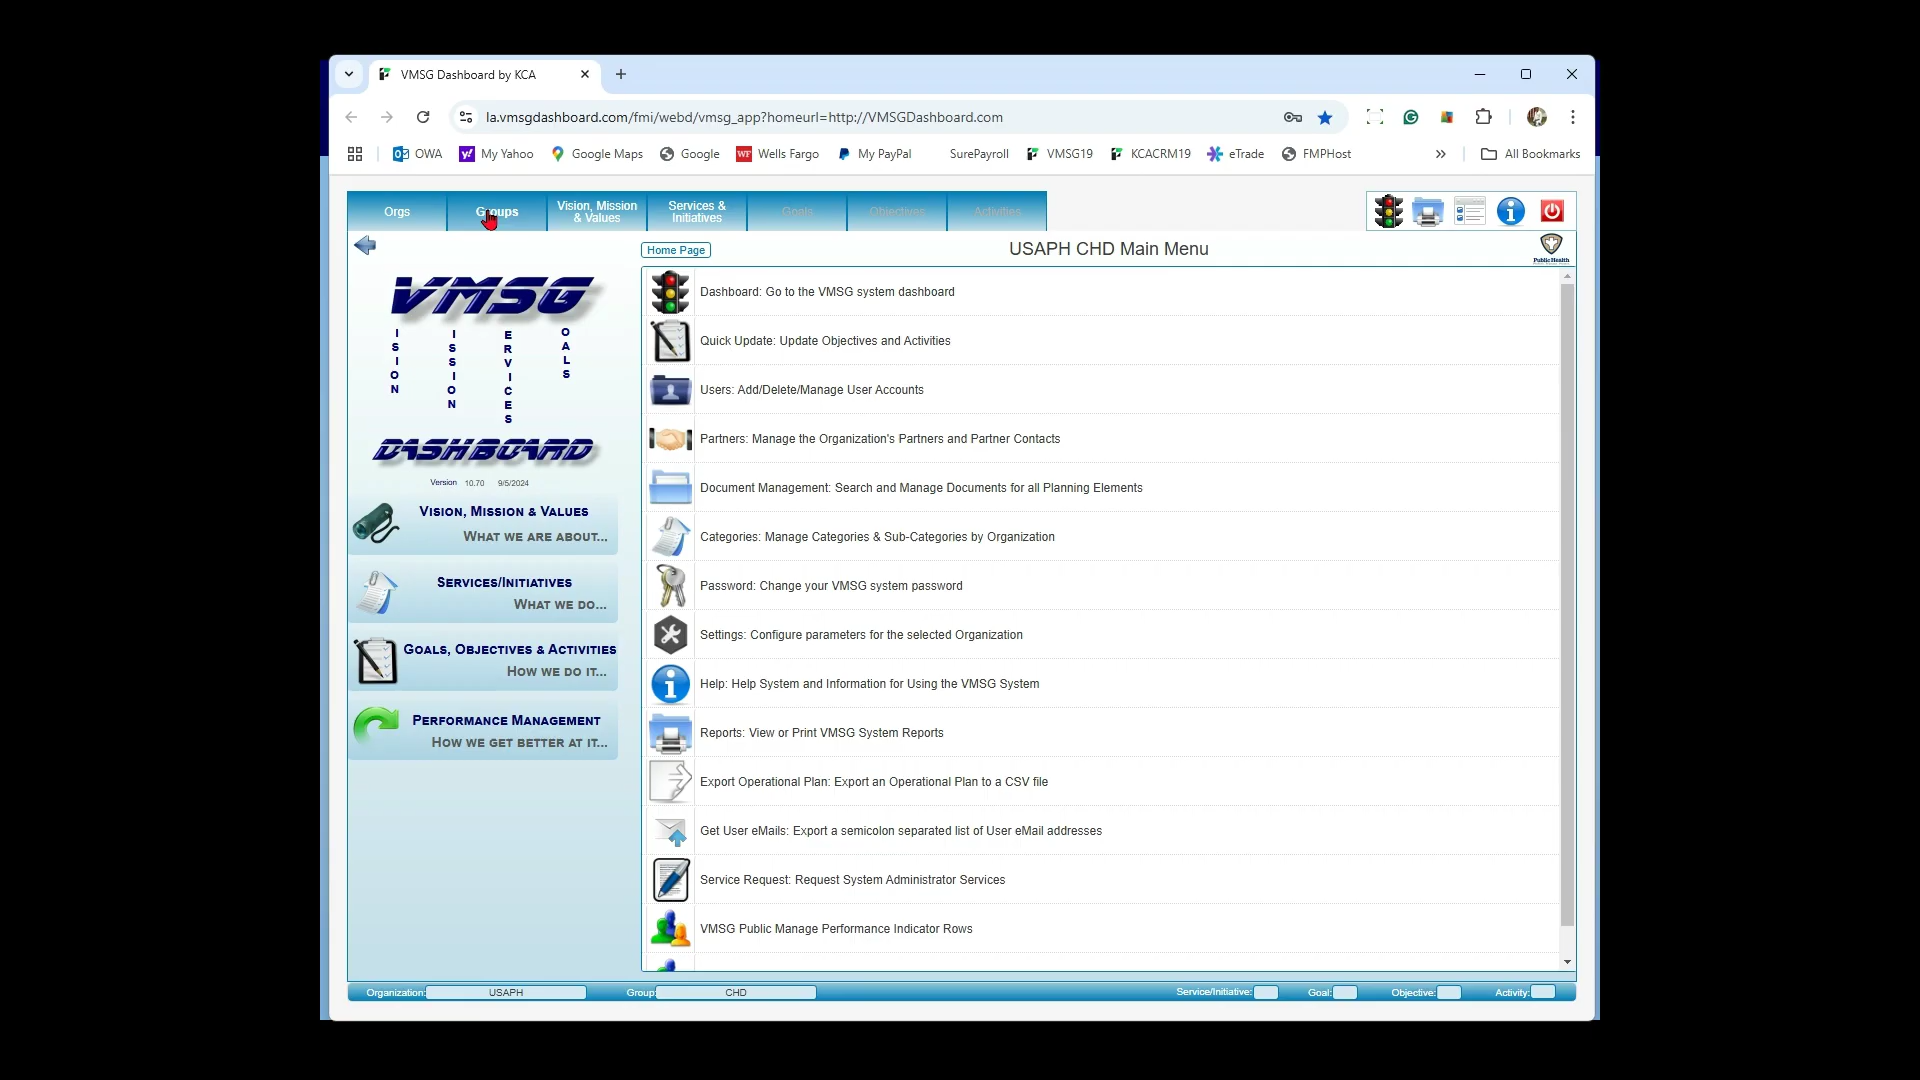 VMSG Dashboard by KCA
la.vmsgdashboard.com/fmi/webd/vmsg_app?homeurl=http://VMSGDashboard.com
OWA My Yahoo Google Maps Google WF Wells Fargo My PayPal SurePayroll VMSG19 KCACRM19 eTrade FMPHost » All Bookmarks
Orgs Groups Vision, Mission & Values Services & Initiatives Goals Objectives Activities
Home Page
USAPH CHD Main Menu
Public Health
VMSG
ISION
ISSION
ERVICES
OALS
DASHBOARD
Version 10.70 9/5/2024
Vision, Mission & Values
What we are about...
Services/Initiatives
What we do...
Goals, Objectives & Activities
How we do it...
Performance Management
How we get better at it...
Dashboard: Go to the VMSG system dashboard
Quick Update: Update Objectives and Activities
Users: Add/Delete/Manage User Accounts
Partners: Manage the Organization's Partners and Partner Contacts
Document Management: Search and Manage Documents for all Planning Elements
Categories: Manage Categories & Sub-Categories by Organization
Password: Change your VMSG system password
Settings: Configure parameters for the selected Organization
Help: Help System and Information for Using the VMSG System
Reports: View or Print VMSG System Reports
Export Operational Plan: Export an Operational Plan to a CSV file
Get User eMails: Export a semicolon separated list of User eMail addresses
Service Request: Request System Administrator Services
VMSG Public Manage Performance Indicator Rows
Organization: USAPH Group: CHD Service/Initiative: Goal: Objective: Activity: